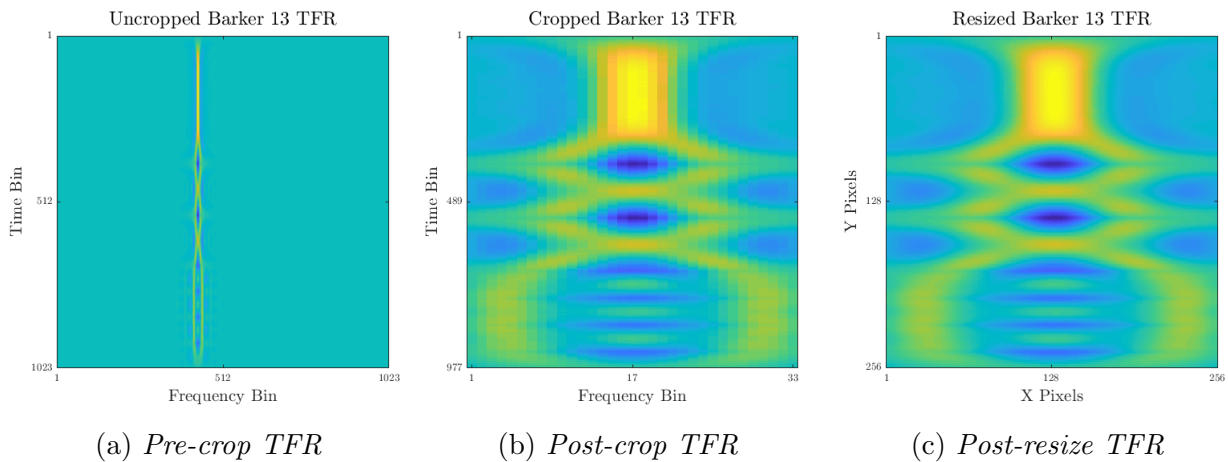 Uncropped Barker 13 TFR
1
512
1023
Time Bin
1
512
1023
Frequency Bin
(a) Pre-crop TFR
Cropped Barker 13 TFR
1
489
977
Time Bin
1
17
33
Frequency Bin
(b) Post-crop TFR
Resized Barker 13 TFR
1
128
256
Y Pixels
1
128
256
X Pixels
(c) Post-resize TFR